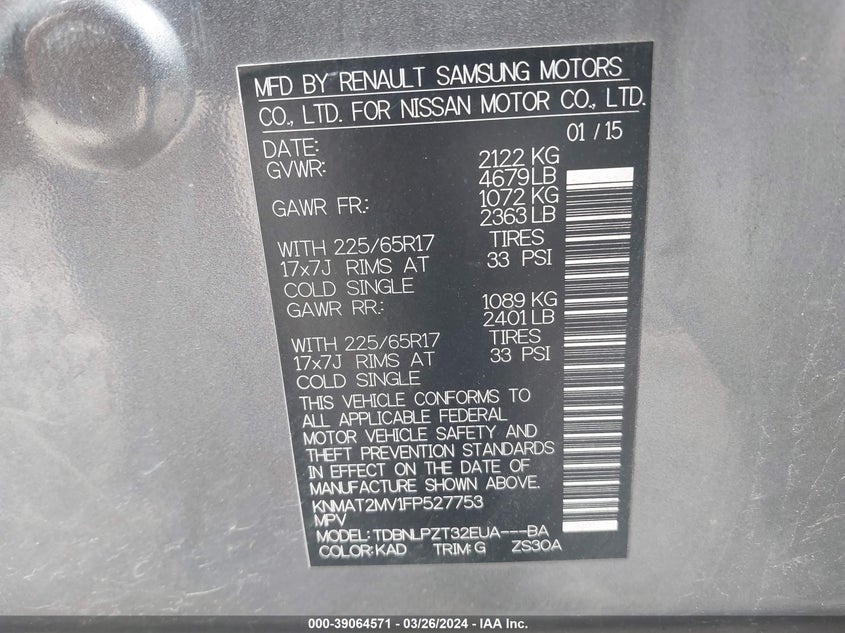 MFD BY RENAULT SAMSUNG MOTORS
CO., LTD. FOR NISSAN MOTOR CO., LTD.
DATE: 01 / 15
GVWR: 2122 KG
4679 LB
GAWR FR.: 1072 KG
2363 LB
WITH 225/65R17 TIRES
17x7J RIMS AT 33 PSI
COLD SINGLE
GAWR RR.: 1089 KG
2401 LB
WITH 225/65R17 TIRES
17x7J RIMS AT 33 PSI
COLD SINGLE
THIS VEHICLE CONFORMS TO
ALL APPLICABLE FEDERAL
MOTOR VEHICLE SAFETY AND
THEFT PREVENTION STANDARDS
IN EFFECT ON THE DATE OF
MANUFACTURE SHOWN ABOVE.
KNMAT2MV1FP527753
MPV
MODEL: TDBNLPZT32EUA---BA
COLOR: KAD TRIM: G ZS30A
000-39064571 - 03/26/2024 - IAA Inc.